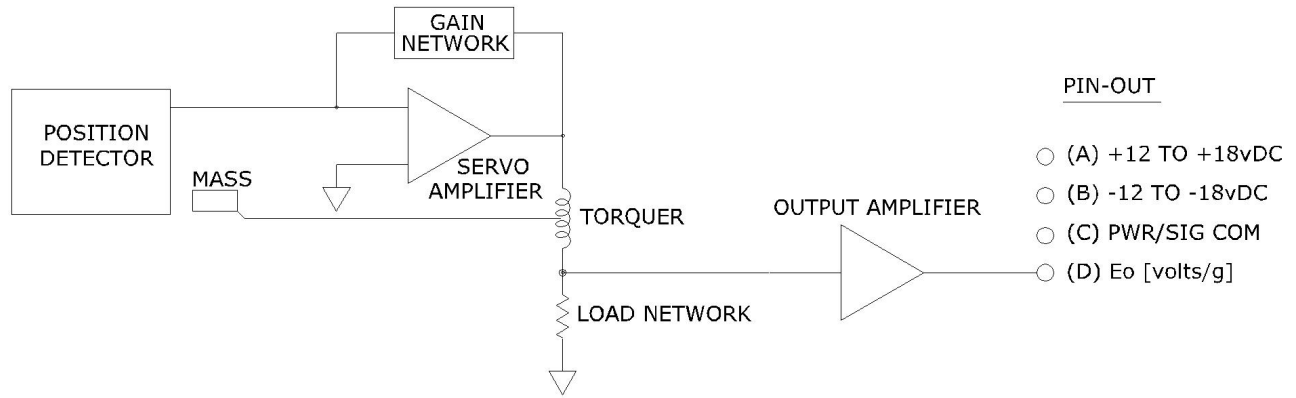 GAIN
NETWORK
PIN-OUT
POSITION
DETECTOR
SERVO
AMPLIFIER
MASS
TORQUER
OUTPUT AMPLIFIER
(A) +12 TO +18vDC
(B) -12 TO -18vDC
(C) PWR/SIG COM
(D) Eo [volts/g]
LOAD NETWORK